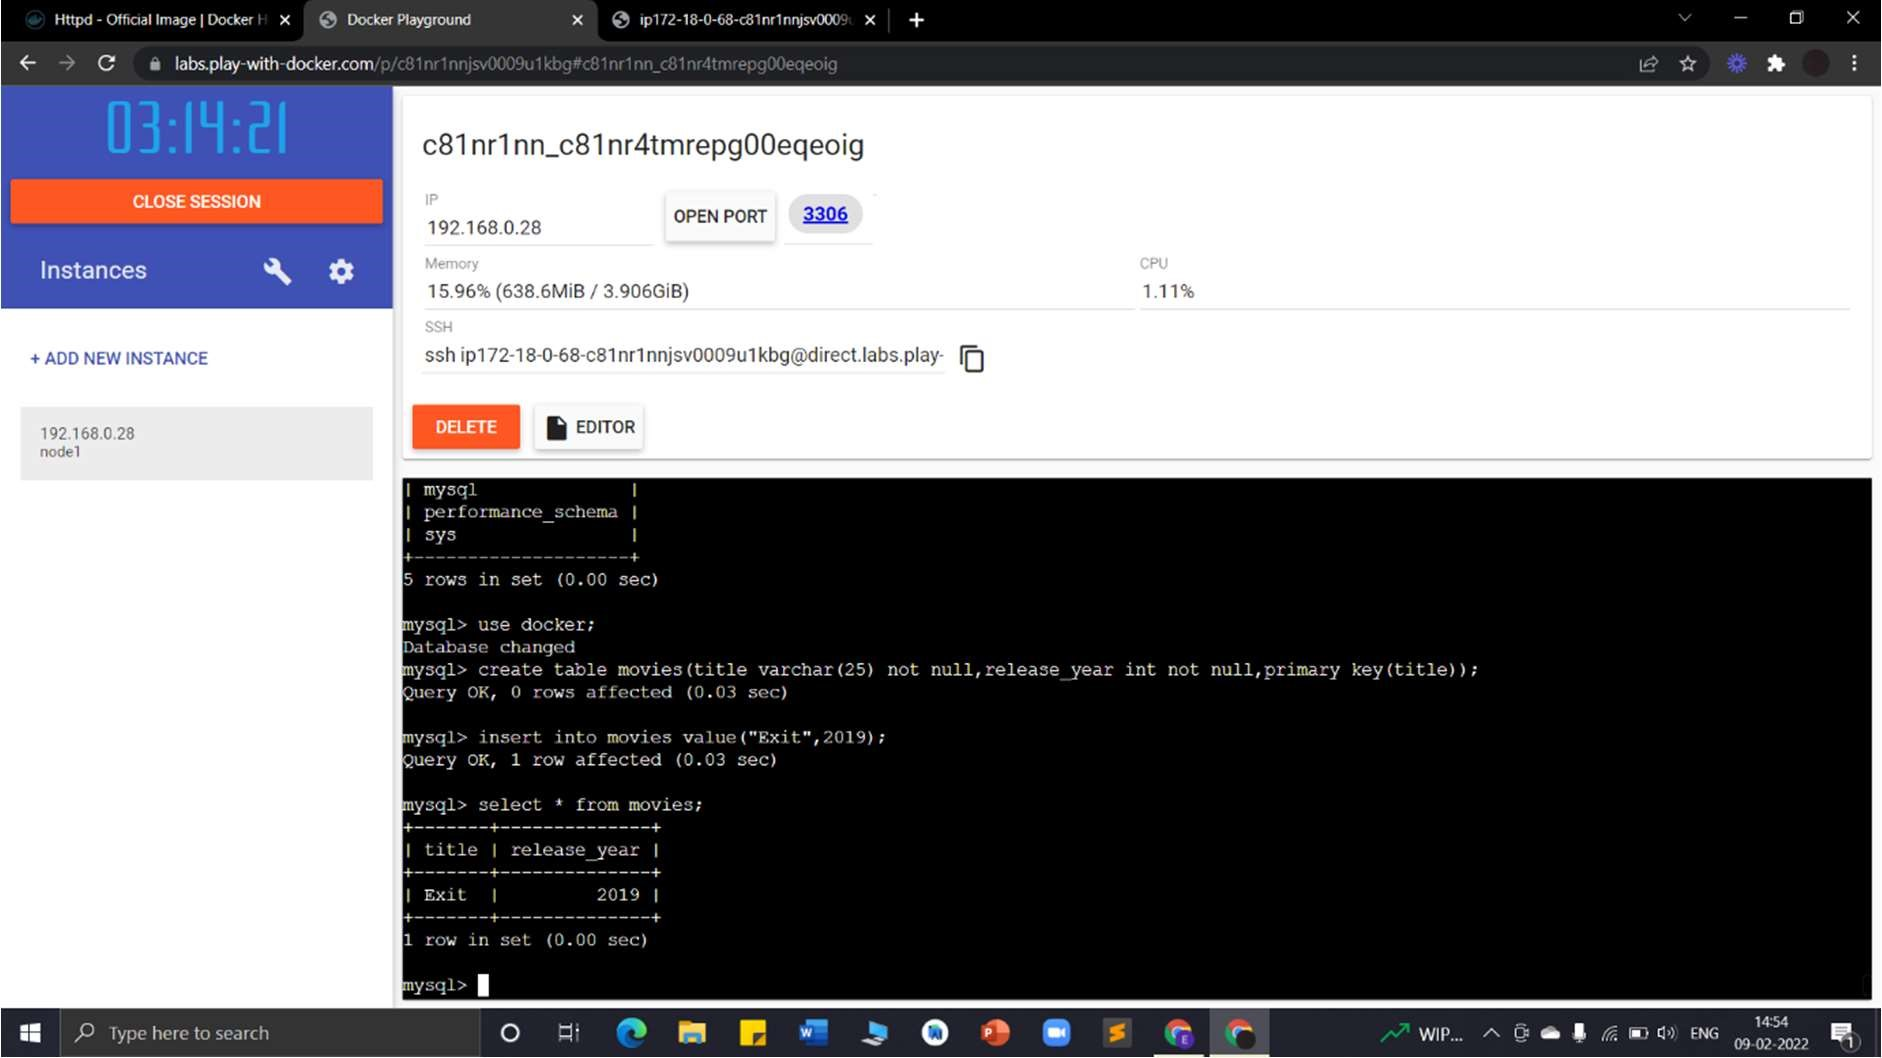 Httpd - Official Image | Docker H
Docker Playground
ip172-18-0-68-c81nr1nnjsv0009u
labs.play-with-docker.com/p/c81nr1nnjsv0009u1kbg#c81nr1nn_c81nr4tmrepg00eqeoig
03:14:21
CLOSE SESSION
Instances
+ ADD NEW INSTANCE
192.168.0.28
node1
c81nr1nn_c81nr4tmrepg00eqeoig
IP
192.168.0.28
OPEN PORT
3306
Memory
15.96% (638.6MiB / 3.906GiB)
CPU
1.11%
SSH
ssh ip172-18-0-68-c81nr1nnjsv0009u1kbg@direct.labs.play-
DELETE
EDITOR
| mysql              |
| performance_schema |
| sys                |
+--------------------+
5 rows in set (0.00 sec)
mysql> use docker;
Database changed
mysql> create table movies(title varchar(25) not null,release_year int not null,primary key(title));
Query OK, 0 rows affected (0.03 sec)
mysql> insert into movies value("Exit",2019);
Query OK, 1 row affected (0.03 sec)
mysql> select * from movies;
+-------+--------------+
| title | release_year |
+-------+--------------+
| Exit  |         2019 |
+-------+--------------+
1 row in set (0.00 sec)
mysql>
Type here to search
WIP...
ENG
14:54
09-02-2022
1